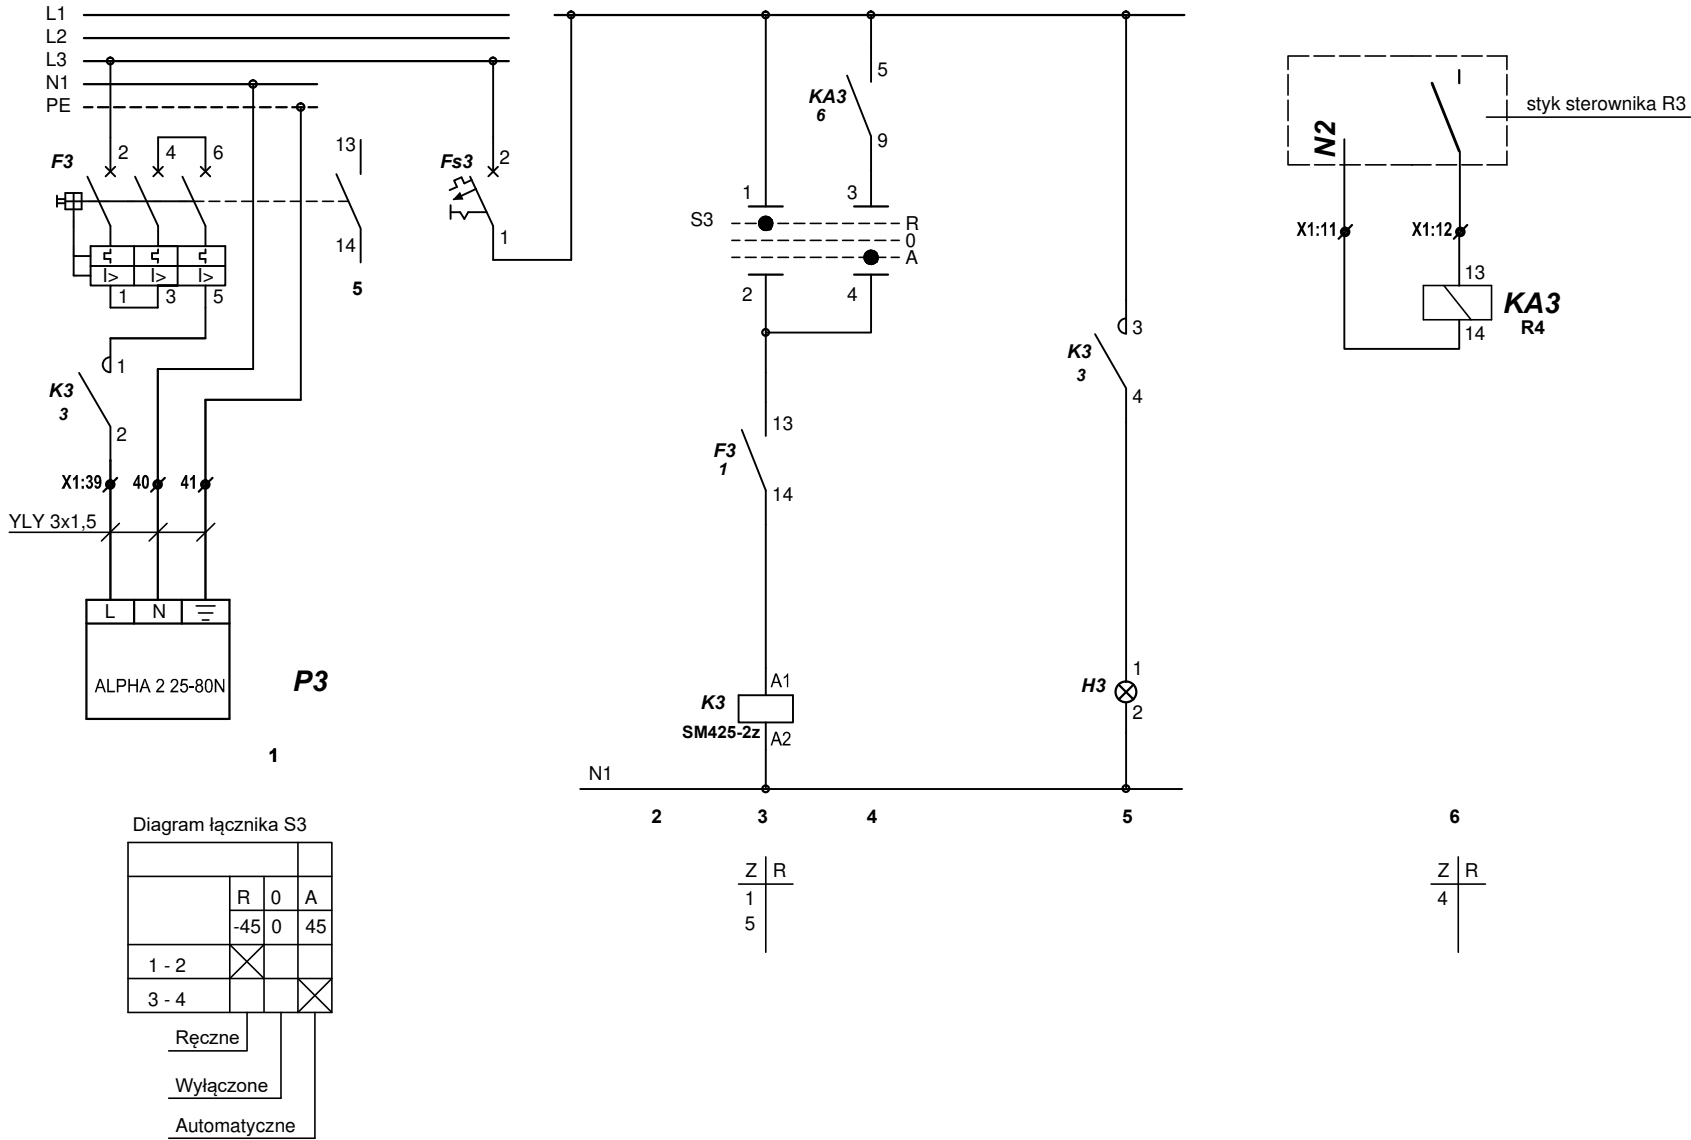 L1
L2
L3
N1
PE
F3
2
4
6
I>
I>
I>
1
3
5
13
14
5
Fs3
2
1
K3
3
1
2
X1:39
40
41
YLY 3x1,5
L
N
ALPHA 2 25-80N
P3
1
KA3
6
5
9
S3
1
3
R
0
A
2
4
F3
1
13
14
K3
SM425-2z
A1
A2
N1
K3
3
3
4
H3
1
2
2
3
4
5
6
N2
I
styk sterownika R3
X1:11
X1:12
13
14
KA3
R4
Z R
1
5
Z R
4
Diagram łącznika S3
R 0 A
-45 0 45
1 - 2
3 - 4
Ręczne
Wyłączone
Automatyczne